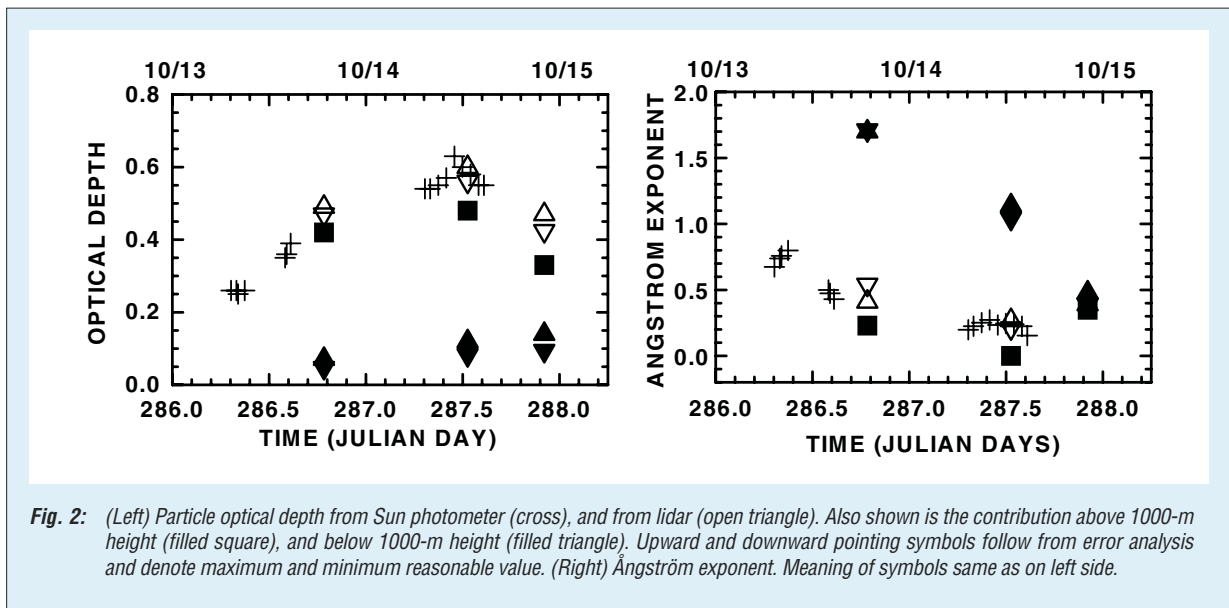 10/13 10/14 10/15
0.8
0.6
0.4
0.2
0.0
OPTICAL DEPTH
286.0 286.5 287.0 287.5 288.0
TIME (JULIAN DAY)
10/13 10/14 10/15
2.0
1.5
1.0
0.5
0.0
ANGSTROM EXPONENT
286.0 286.5 287.0 287.5 288.0
TIME (JULIAN DAYS)
Fig. 2: (Left) Particle optical depth from Sun photometer (cross), and from lidar (open triangle). Also shown is the contribution above 1000-m
height (filled square), and below 1000-m height (filled triangle). Upward and downward pointing symbols follow from error analysis
and denote maximum and minimum reasonable value. (Right) Ångström exponent. Meaning of symbols same as on left side.